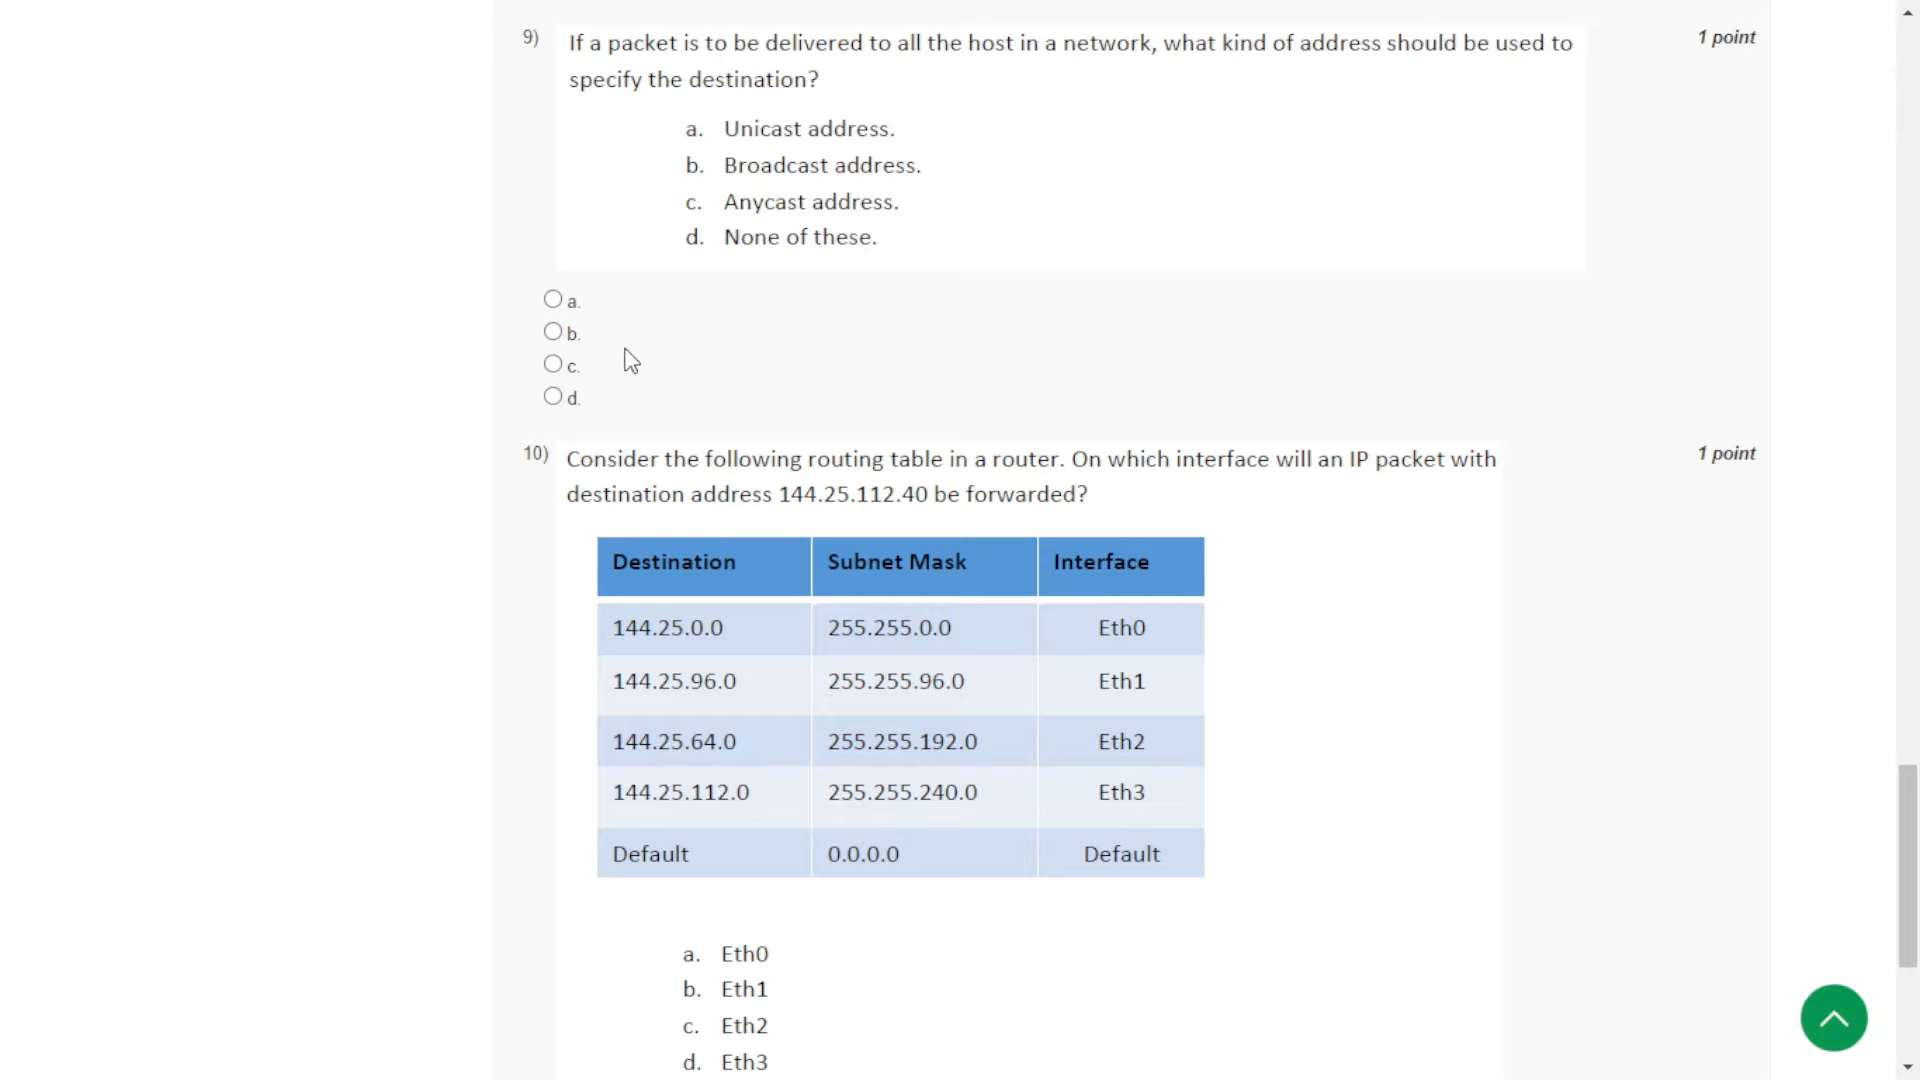 9)
1 point
If a packet is to be delivered to all the host in a network, what kind of address should be used to
specify the destination?
a. Unicast address.
b. Broadcast address.
c. Anycast address.
d. None of these.
a.
b.
c.
d.
10)
1 point
Consider the following routing table in a router. On which interface will an IP packet with
destination address 144.25.112.40 be forwarded?
Destination Subnet Mask Interface
144.25.0.0 255.255.0.0 Eth0
144.25.96.0 255.255.96.0 Eth1
144.25.64.0 255.255.192.0 Eth2
144.25.112.0 255.255.240.0 Eth3
Default 0.0.0.0 Default
a. Eth0
b. Eth1
c. Eth2
d. Eth3